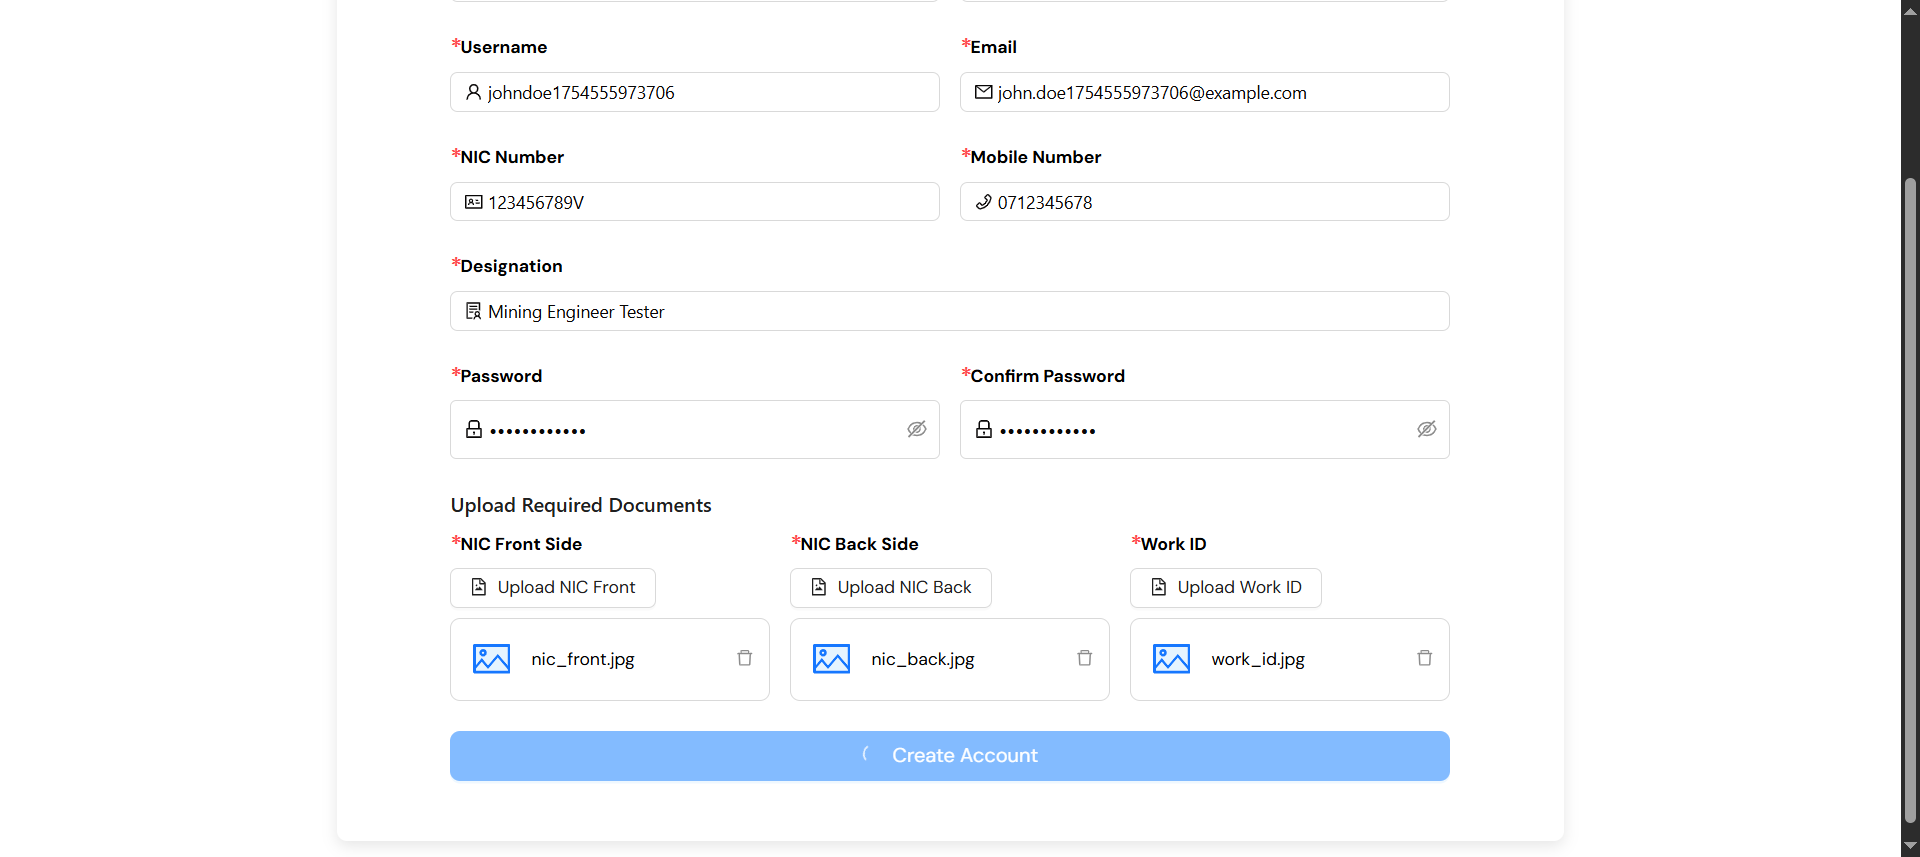 *Username
*Email
johndoe1754555973706
john.doe1754555973706@example.com
*NIC Number
*Mobile Number
123456789V
0712345678
*Designation
Mining Engineer Tester
*Password
*Confirm Password
••••••••••••
••••••••••••
Upload Required Documents
*NIC Front Side
*NIC Back Side
*Work ID
Upload NIC Front
Upload NIC Back
Upload Work ID
nic_front.jpg
nic_back.jpg
work_id.jpg
Create Account